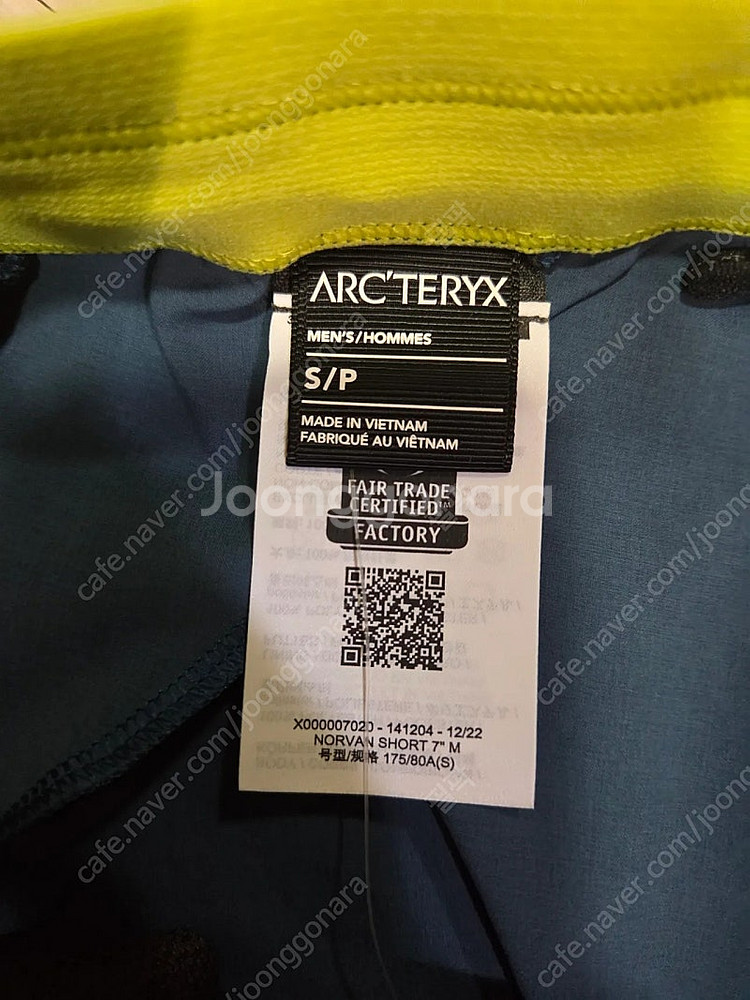 ARC'TERYX
MEN'S/HOMMES
S/P
MADE IN VIETNAM
FABRIQUÉ AU VIÊTNAM
FAIR TRADE
CERTIFIED™
FACTORY
X000007020 - 141204 - 12/22
NORVAN SHORT 7" M
号型/规格 175/80A(S)
Joonggonara
cafe.naver.com/joonggonara